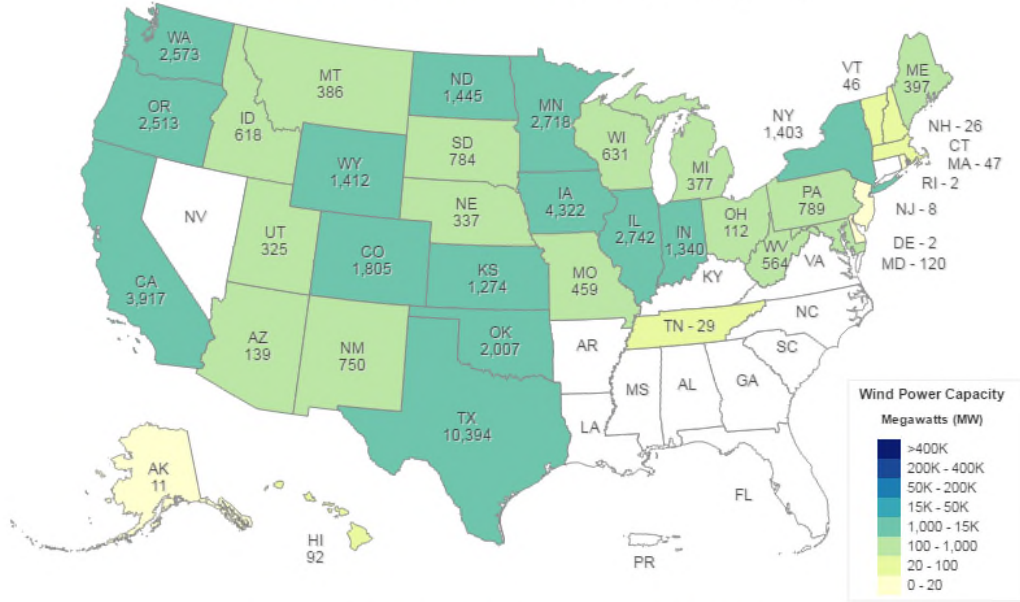 WA
2,573
OR
2,513
CA
3,917
NV
ID
618
MT
386
WY
1,412
UT
325
CO
1,805
AZ
139
NM
750
ND
1,445
SD
784
NE
337
KS
1,274
OK
2,007
TX
10,394
MN
2,718
IA
4,322
MO
459
AR
LA
WI
631
IL
2,742
MI
377
IN
1,340
OH
112
KY
TN - 29
MS
AL
GA
FL
SC
NC
VA
WV
564
PA
789
NY
1,403
VT
46
ME
397
NH - 26
CT
MA - 47
RI - 2
NJ - 8
DE - 2
MD - 120
AK
11
HI
92
PR
Wind Power Capacity
Megawatts (MW)
>400K
200K - 400K
50K - 200K
15K - 50K
1,000 - 15K
100 - 1,000
20 - 100
0 - 20